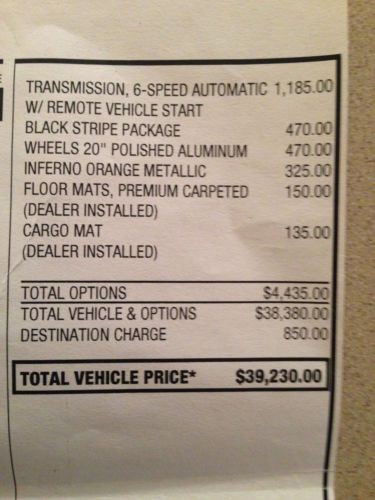 TRANSMISSION, 6-SPEED AUTOMATIC 1,185.00
W/ REMOTE VEHICLE START
BLACK STRIPE PACKAGE 470.00
WHEELS 20" POLISHED ALUMINUM 470.00
INFERNO ORANGE METALLIC 325.00
FLOOR MATS, PREMIUM CARPETED 150.00
(DEALER INSTALLED)
CARGO MAT 135.00
(DEALER INSTALLED)
TOTAL OPTIONS $4,435.00
TOTAL VEHICLE & OPTIONS $38,380.00
DESTINATION CHARGE 850.00
TOTAL VEHICLE PRICE* $39,230.00